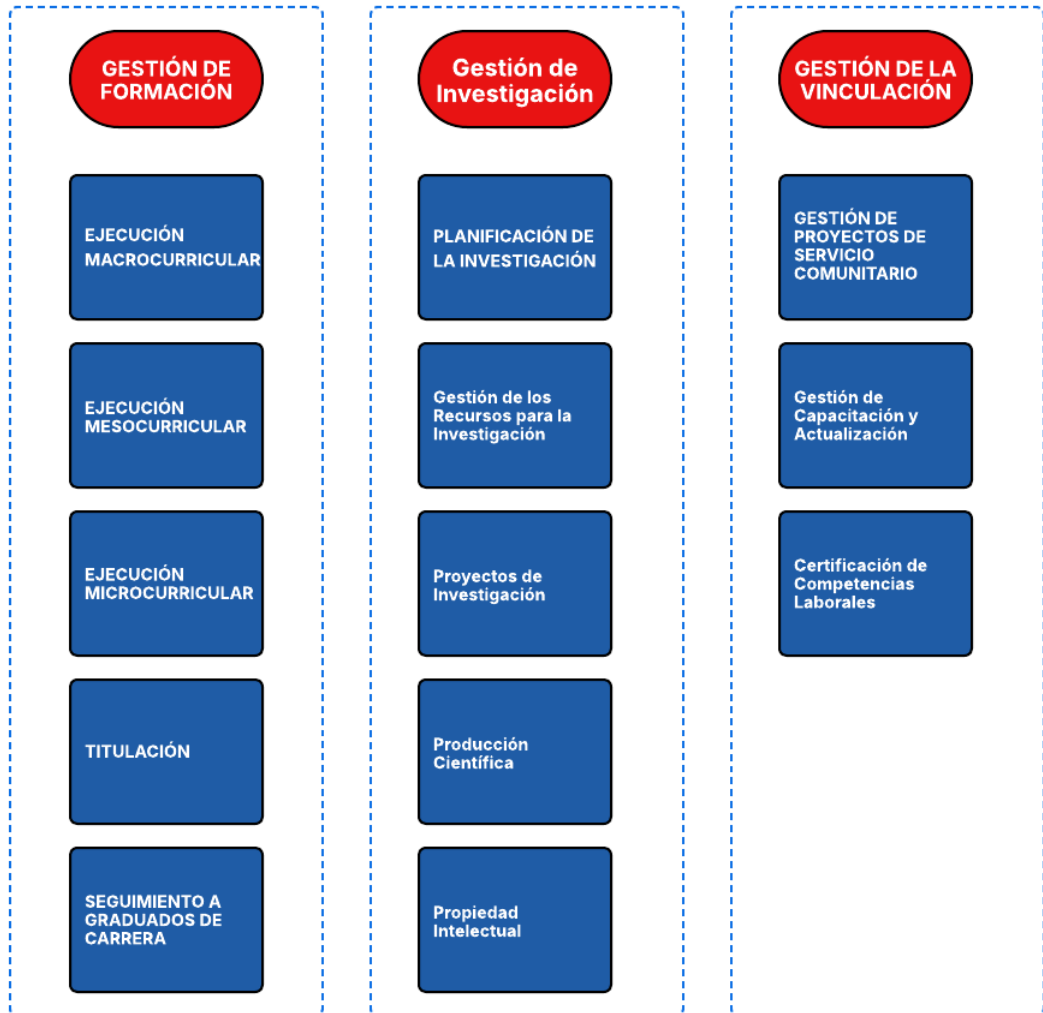 GESTIÓN DE
FORMACIÓN
EJECUCIÓN
MACROCURRICULAR
EJECUCIÓN
MESOCURRICULAR
EJECUCIÓN
MICROCURRICULAR
TITULACIÓN
SEGUIMIENTO A
GRADUADOS DE
CARRERA
Gestión de
Investigación
PLANIFICACIÓN DE
LA INVESTIGACIÓN
Gestión de los
Recursos para la
Investigación
Proyectos de
Investigación
Producción
Científica
Propiedad
Intelectual
GESTIÓN DE LA
VINCULACIÓN
GESTIÓN DE
PROYECTOS DE
SERVICIO
COMUNITARIO
Gestión de
Capacitación y
Actualización
Certificación de
Competencias
Laborales